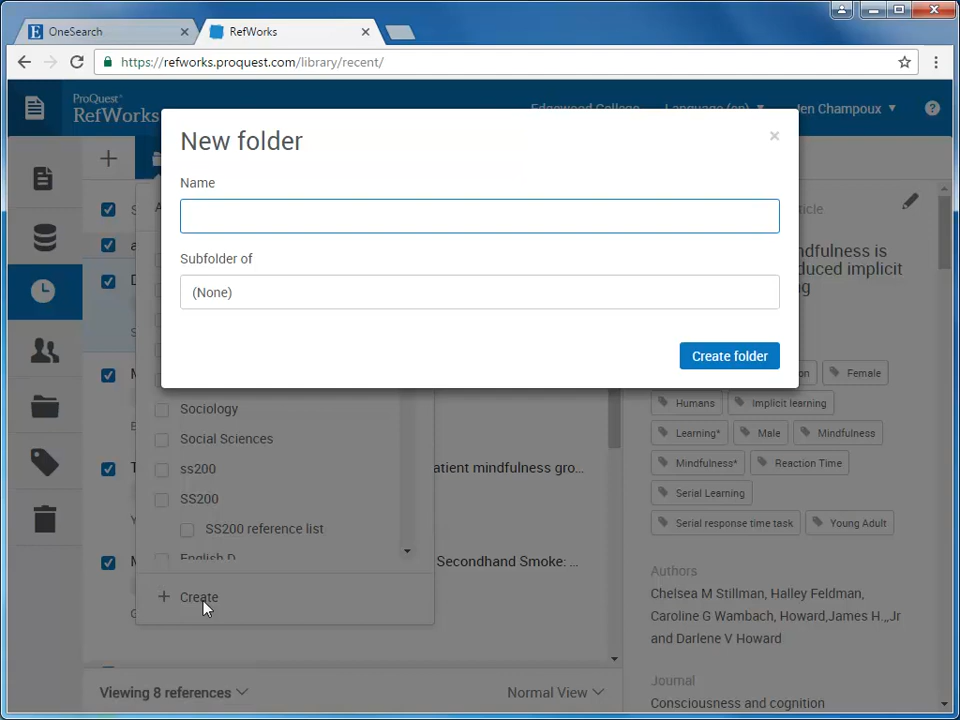 OneSearch
RefWorks
https://refworks.proquest.com/library/recent/
ProQuest
RefWorks
Edgewood College
Language (en)
Jen Champoux
New folder
Name
Subfolder of
(None)
Create folder
Sociology
Social Sciences
ss200
SS200
SS200 reference list
English D
Create
atient mindfulness gro...
Secondhand Smoke: ...
Viewing 8 references
Normal View
ticle
ndfulness is
duced implicit
g
on
Female
Humans
Implicit learning
Learning*
Male
Mindfulness
Mindfulness*
Reaction Time
Serial Learning
Serial response time task
Young Adult
Authors
Chelsea M Stillman, Halley Feldman,
Caroline G Wambach, Howard,James H.,,Jr
and Darlene V Howard
Journal
Consciousness and cognition